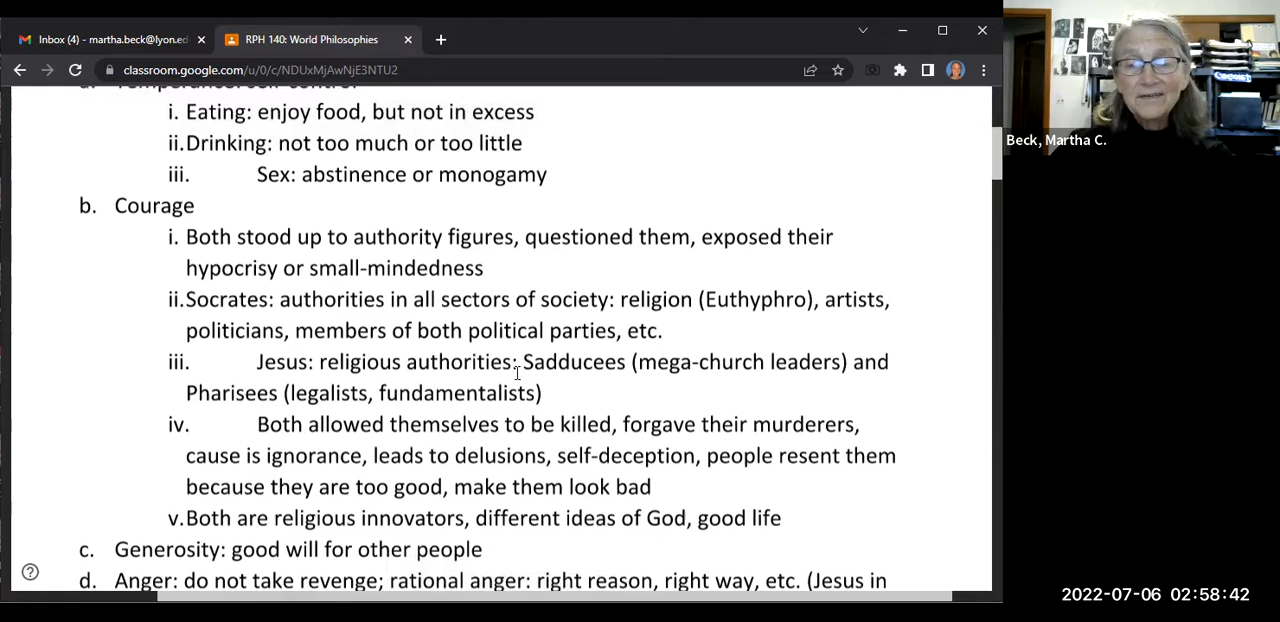 Inbox (4) - martha.beck@lyon.ed
RPH 140: World Philosophies
classroom.google.com/u/0/c/NDUxMjAwNjE3NTU2
i. Eating: enjoy food, but not in excess
ii.Drinking: not too much or too little
iii. Sex: abstinence or monogamy
b. Courage
i. Both stood up to authority figures, questioned them, exposed their
hypocrisy or small-mindedness
ii.Socrates: authorities in all sectors of society: religion (Euthyphro), artists,
politicians, members of both political parties, etc.
iii. Jesus: religious authorities: Sadducees (mega-church leaders) and
Pharisees (legalists, fundamentalists)
iv. Both allowed themselves to be killed, forgave their murderers,
cause is ignorance, leads to delusions, self-deception, people resent them
because they are too good, make them look bad
v.Both are religious innovators, different ideas of God, good life
c. Generosity: good will for other people
d. Anger: do not take revenge; rational anger: right reason, right way, etc. (Jesus in
Coexist
Beck, Martha C.
2022-07-06 02:58:42